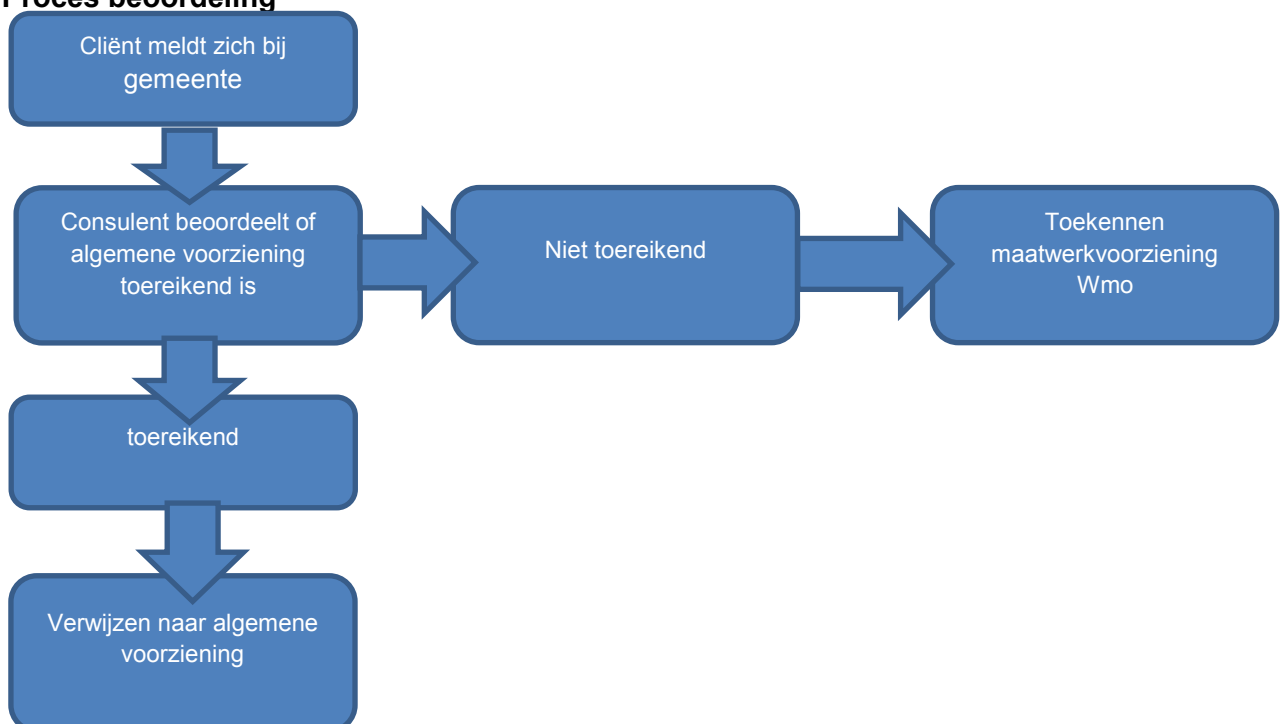 Proces beoordeling
Cliënt meldt zich bij
gemeente
Consulent beoordeelt of
algemene voorziening
toereikend is
Niet toereikend
Toekennen
maatwerkvoorziening
Wmo
toereikend
Verwijzen naar algemene
voorziening